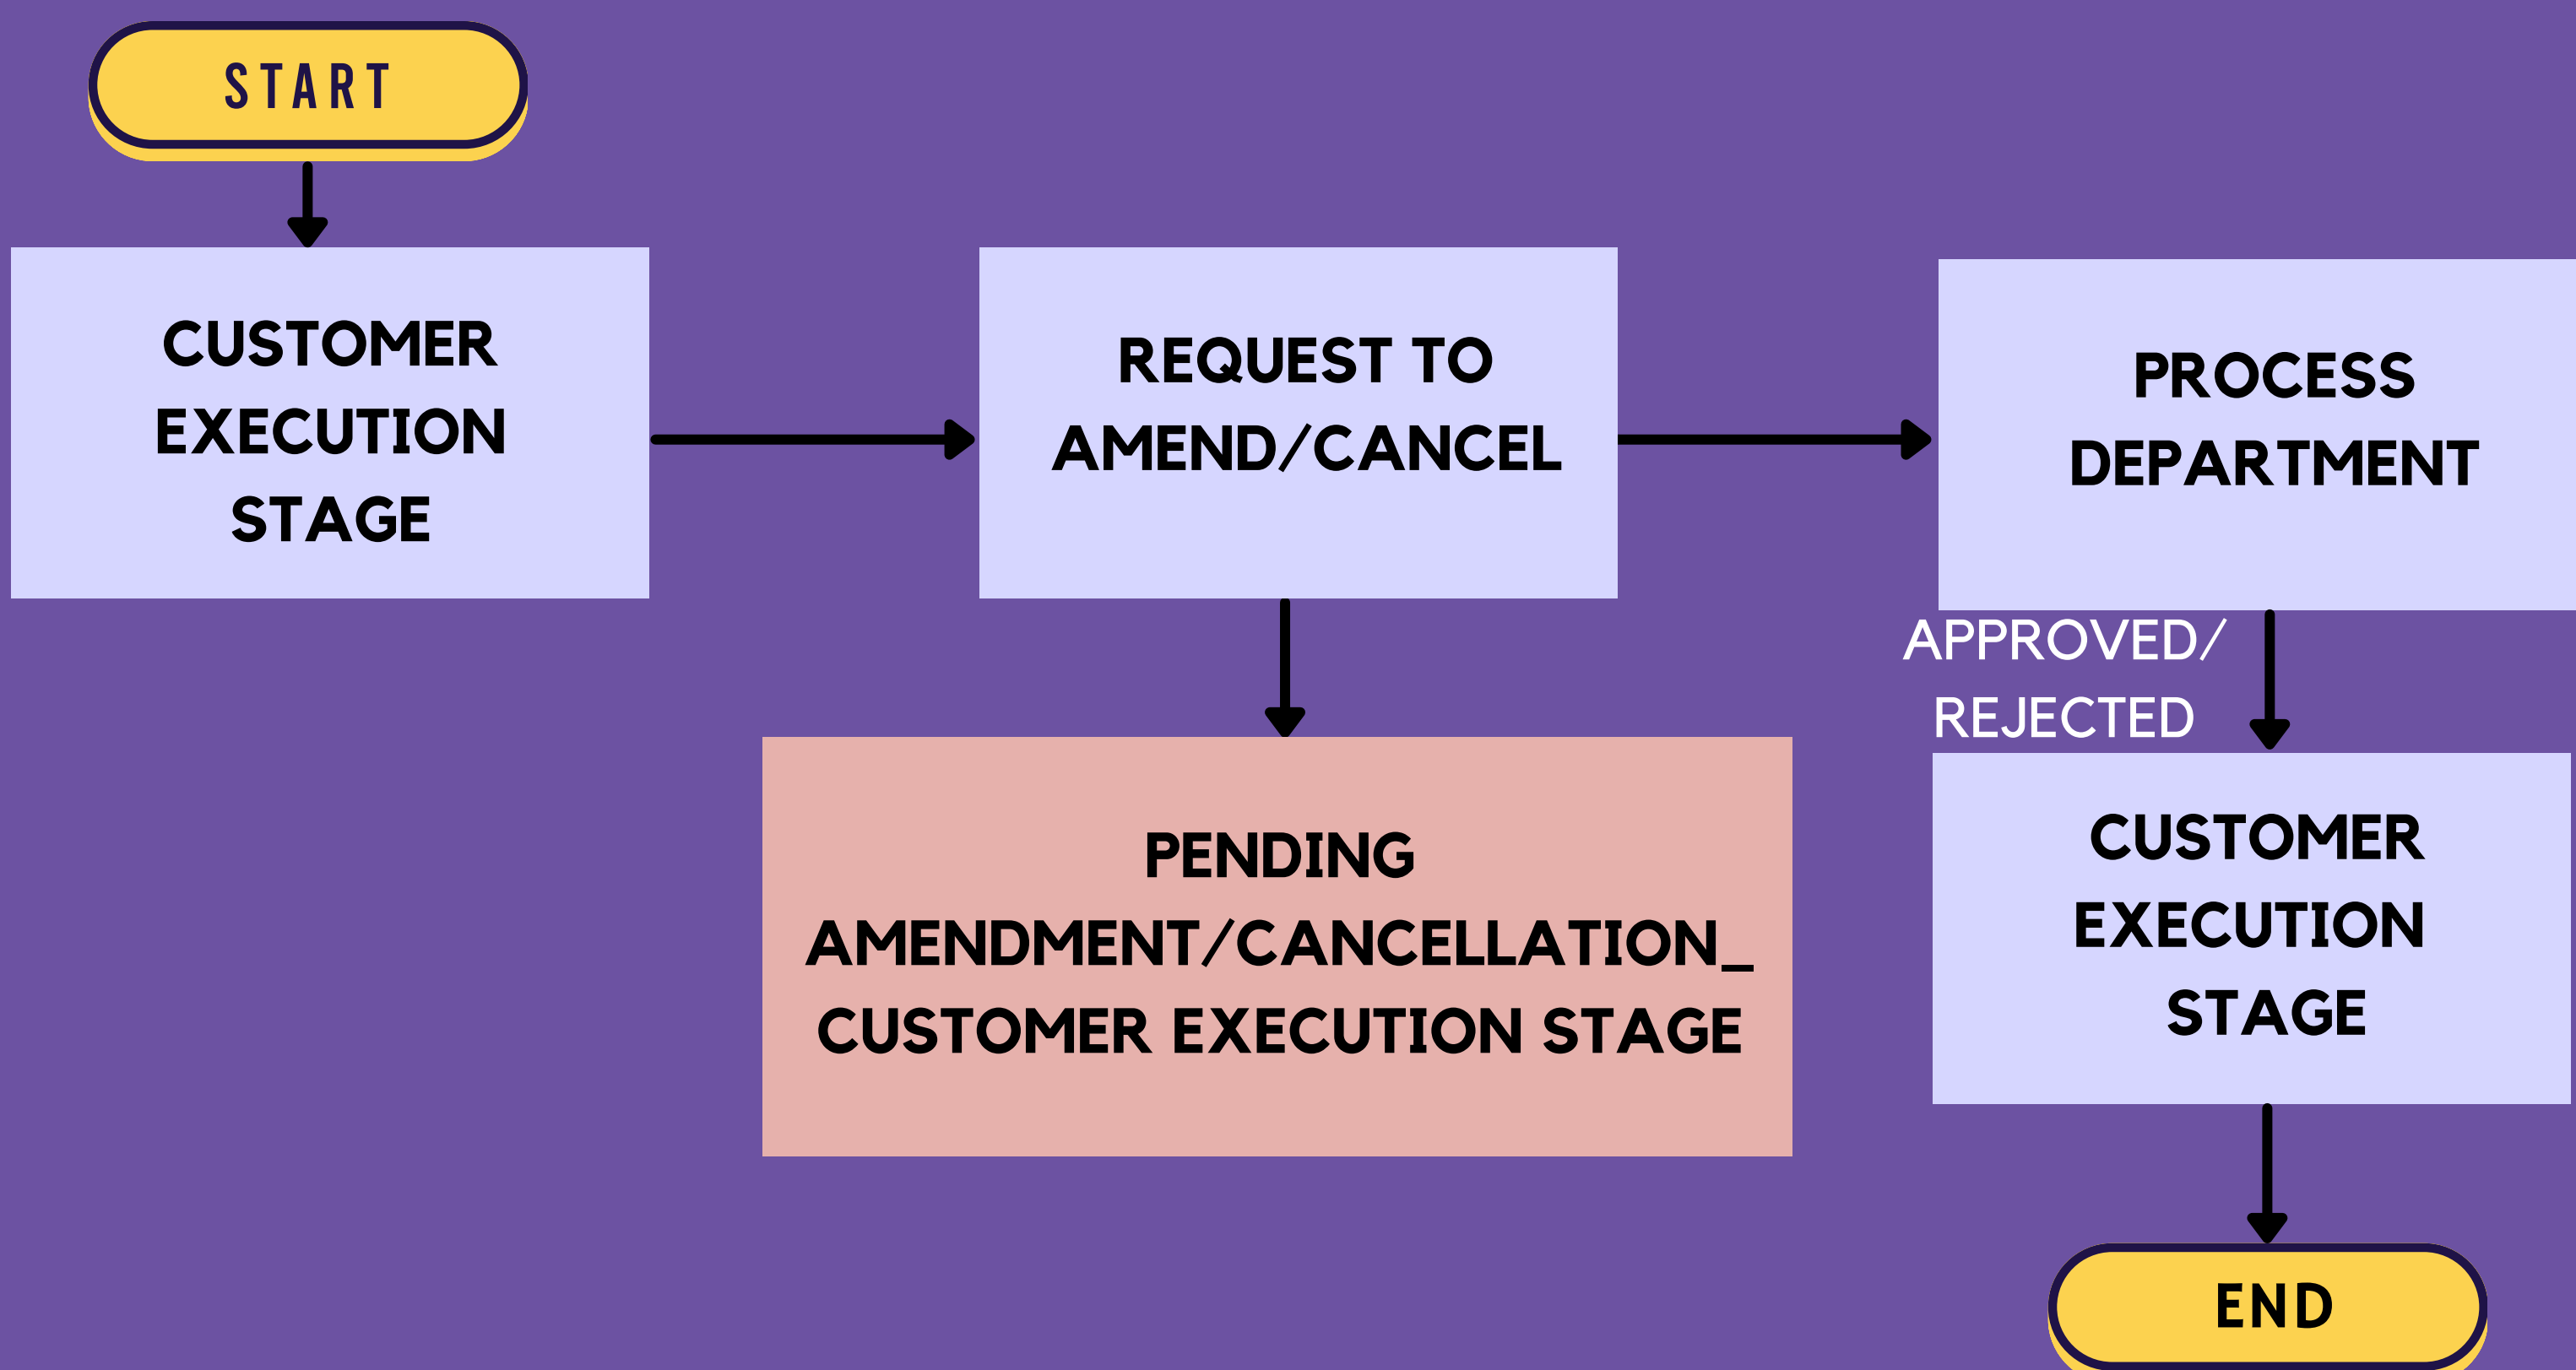 START
CUSTOMER
EXECUTION
STAGE
REQUEST TO
AMEND/CANCEL
PROCESS
DEPARTMENT
APPROVED/
REJECTED
PENDING
AMENDMENT/CANCELLATION_
CUSTOMER EXECUTION STAGE
CUSTOMER
EXECUTION
STAGE
END